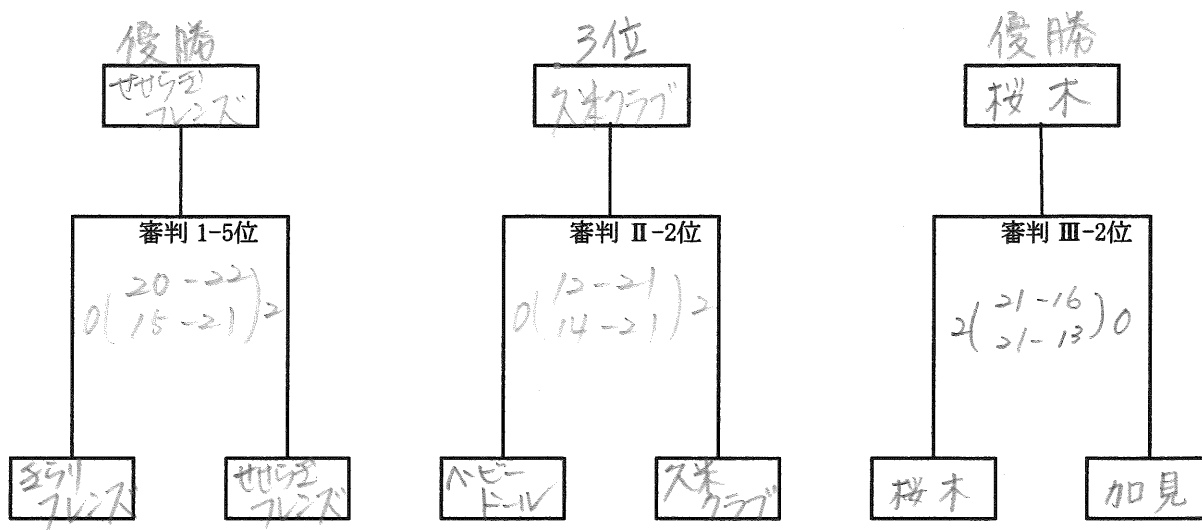 優勝
せせらぎ
フレンズ
審判 1-5位
20-22
0( )2
15-21
フレンズ
せせらぎ
フレンズ
3位
久米クラブ
審判 Ⅱ-2位
12-21
0( )2
14-21
ベビー
ドール
久米
クラブ
優勝
桜木
審判 Ⅲ-2位
21-16
2( )0
21-13
桜木
加見